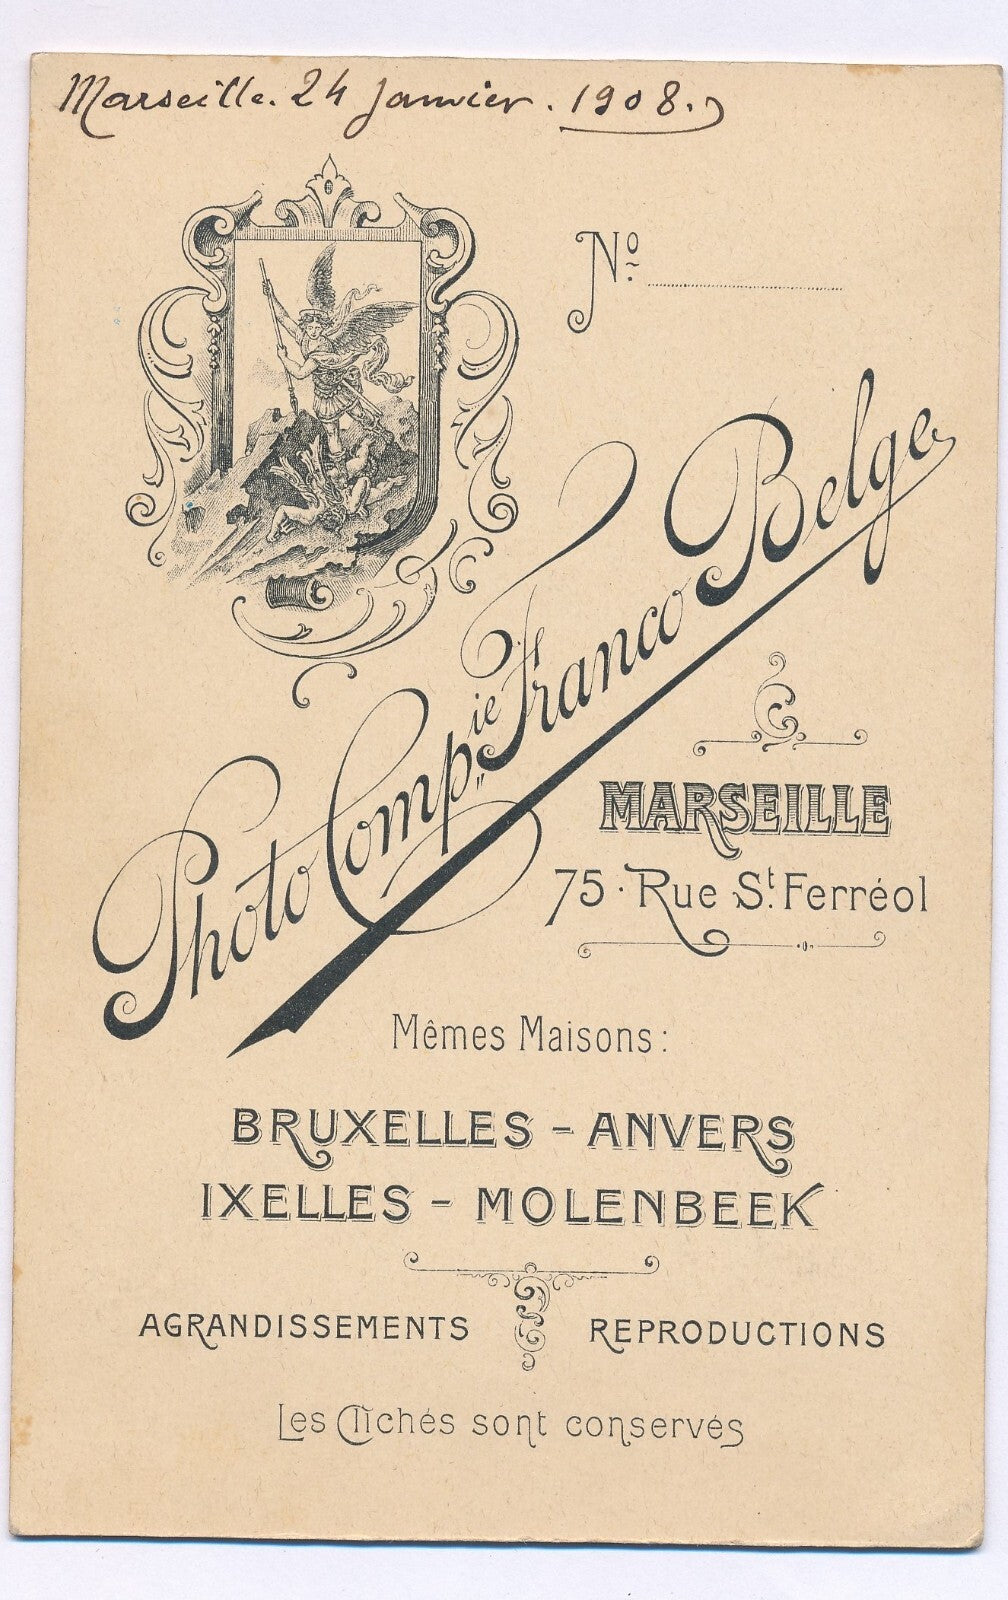 Marseille. 24 Janvier. 1908.
Nº
Photo Compie Franco Belge
MARSEILLE
75 · Rue St. Ferréol
Mêmes Maisons:
BRUXELLES - ANVERS
IXELLES - MOLENBEEK
AGRANDISSEMENTS REPRODUCTIONS
Les Clichés sont conservés